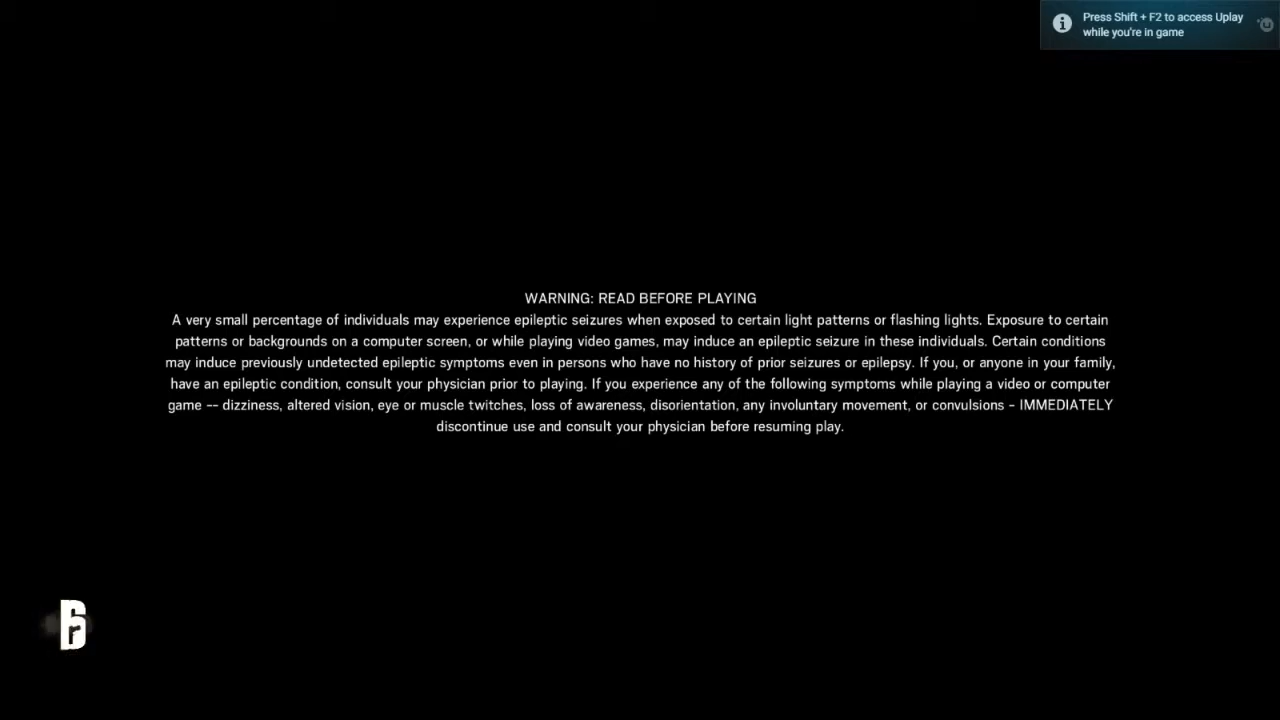 Press Shift + F2 to access Uplay
while you're in game
WARNING: READ BEFORE PLAYING
A very small percentage of individuals may experience epileptic seizures when exposed to certain light patterns or flashing lights. Exposure to certain
patterns or backgrounds on a computer screen, or while playing video games, may induce an epileptic seizure in these individuals. Certain conditions
may induce previously undetected epileptic symptoms even in persons who have no history of prior seizures or epilepsy. If you, or anyone in your family,
have an epileptic condition, consult your physician prior to playing. If you experience any of the following symptoms while playing a video or computer
game -- dizziness, altered vision, eye or muscle twitches, loss of awareness, disorientation, any involuntary movement, or convulsions - IMMEDIATELY
discontinue use and consult your physician before resuming play.
6